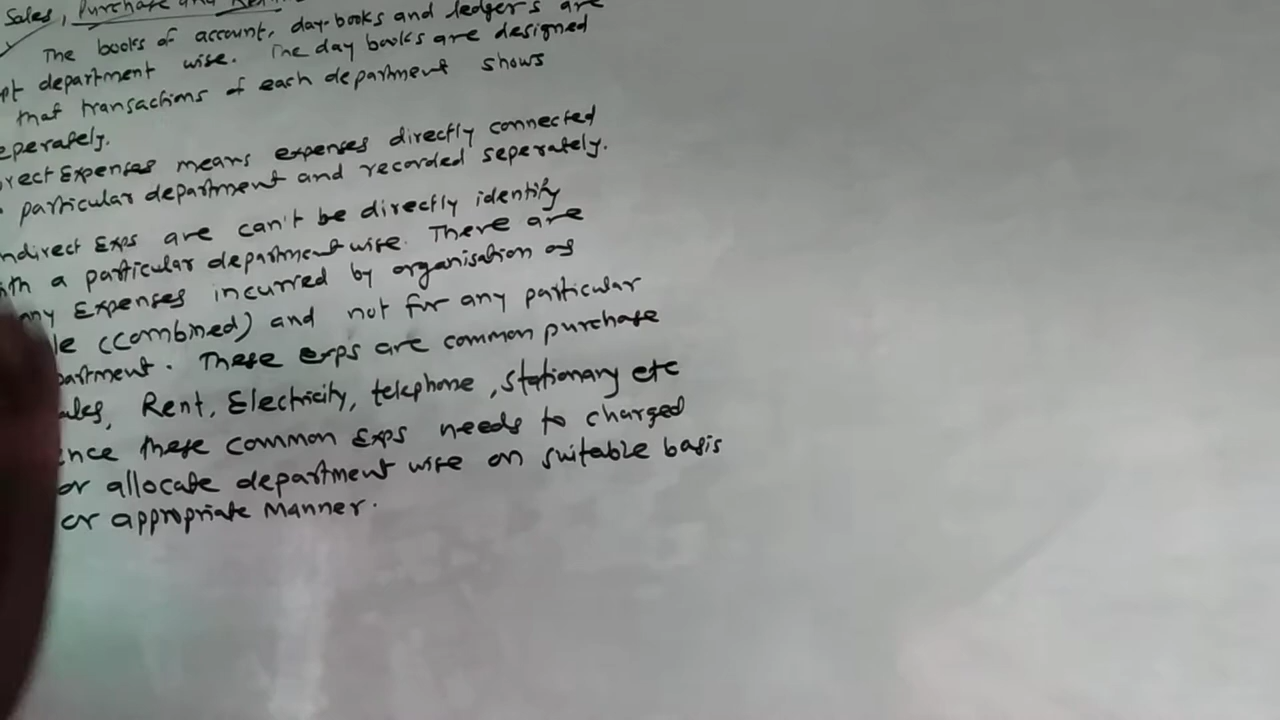 Sales, Purchase and
The books of account, day-books and ledger's are
pt department wise. The day books are designed
that transactions of each department shows
eperately.
rect Expenses means expenses directly connected
particular department and recorded seperately.
ndirect Exps are can't be directly identify
ith a particular department wise. There are
any Expenses incurred by organisation as
le (combined) and not for any particular
partment. These exps are common purchase
ales, Rent, Electricity, telephone, stationary etc
ence these common Exps needs to charged
or allocate department wise on suitable basis
or appropriate Manner.